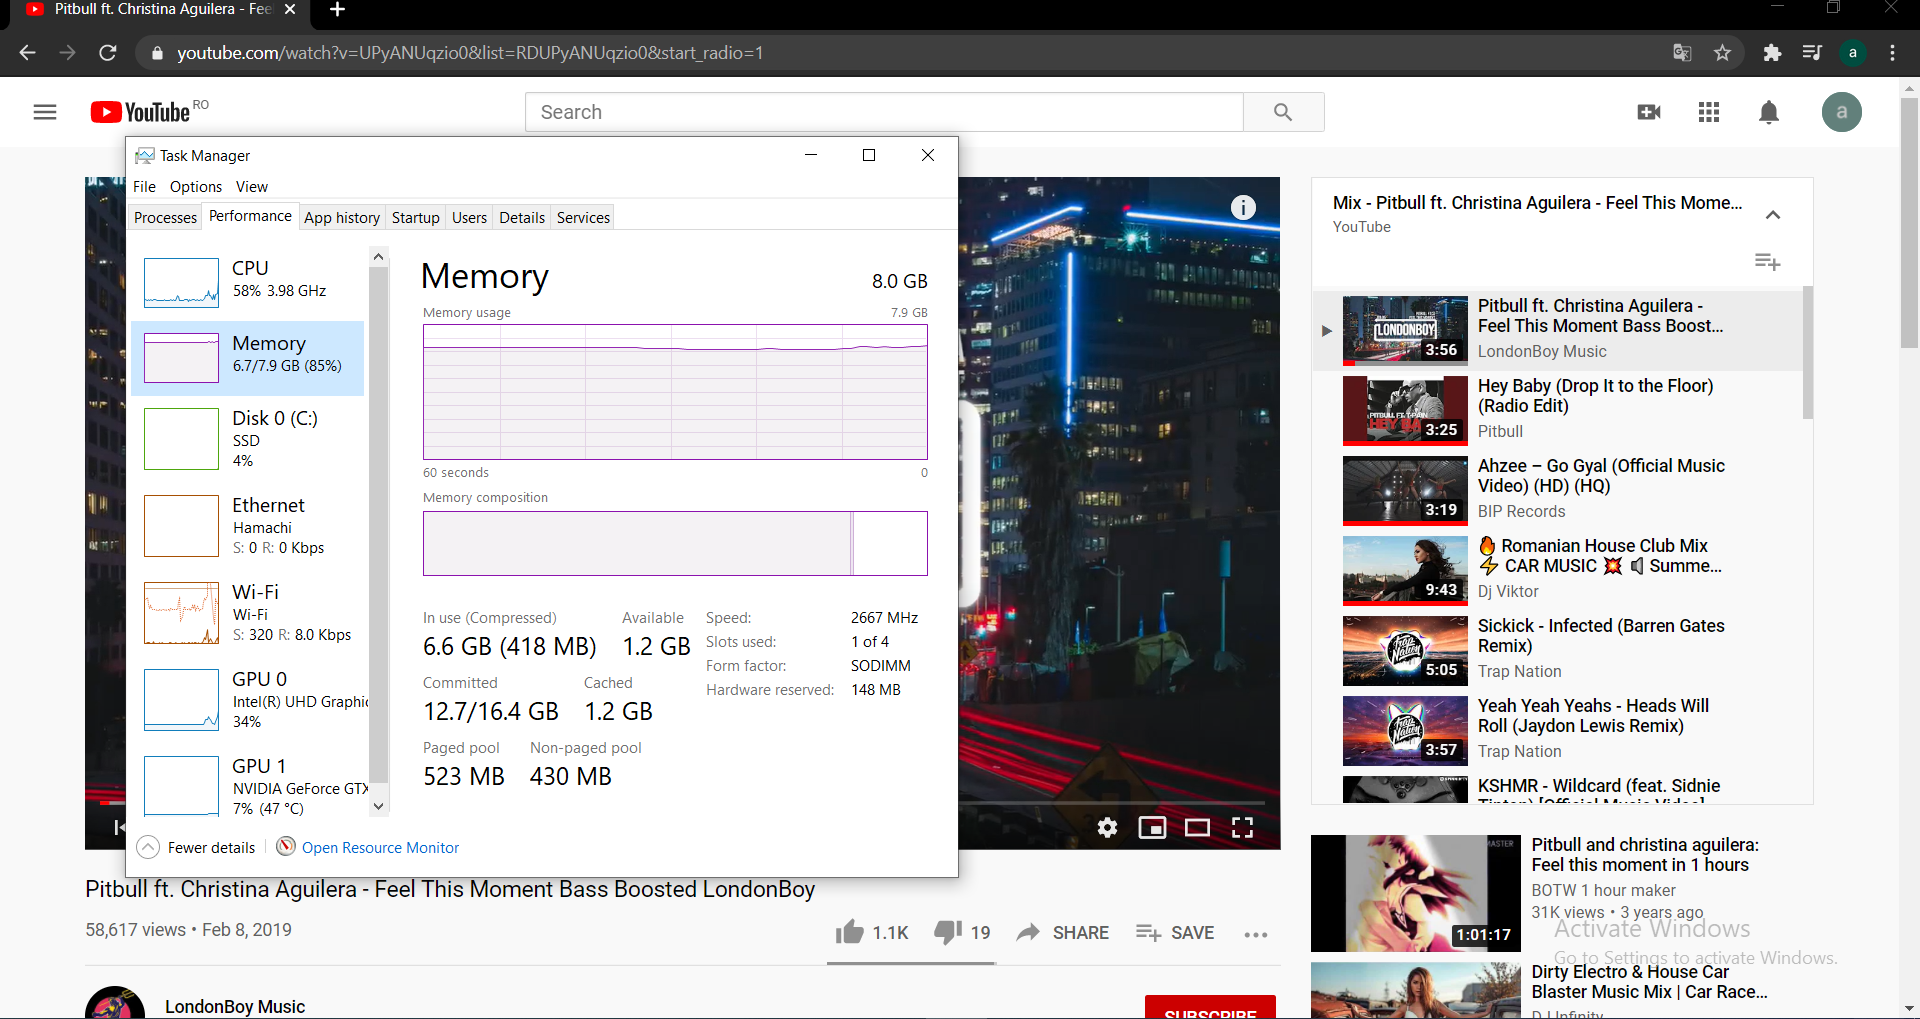 Pitbull ft. Christina Aguilera - Fee
youtube.com/watch?v=UPyANUqzio0&list=RDUPyANUqzio0&start_radio=1
a
YouTube RO
Search
a
Task Manager
File Options View
Processes Performance App history Startup Users Details Services
CPU
58% 3.98 GHz
Memory
6.7/7.9 GB (85%)
Disk 0 (C:)
SSD
4%
Ethernet
Hamachi
S: 0 R: 0 Kbps
Wi-Fi
Wi-Fi
S: 320 R: 8.0 Kbps
GPU 0
Intel(R) UHD Graphic
34%
GPU 1
NVIDIA GeForce GTX
7% (47 °C)
Memory 8.0 GB
Memory usage 7.9 GB
60 seconds 0
Memory composition
In use (Compressed) Available
6.6 GB (418 MB) 1.2 GB
Committed Cached
12.7/16.4 GB 1.2 GB
Paged pool Non-paged pool
523 MB 430 MB
Speed: 2667 MHz
Slots used: 1 of 4
Form factor: SODIMM
Hardware reserved: 148 MB
Fewer details Open Resource Monitor
Pitbull ft. Christina Aguilera - Feel This Moment Bass Boosted LondonBoy
58,617 views • Feb 8, 2019
1.1K 19 SHARE SAVE
LondonBoy Music
SUBSCRIBE
Mix - Pitbull ft. Christina Aguilera - Feel This Mome...
YouTube
LONDONBOY
3:56
Pitbull ft. Christina Aguilera -
Feel This Moment Bass Boost...
LondonBoy Music
PITBULL FT. T-PAIN
3:25
Hey Baby (Drop It to the Floor)
(Radio Edit)
Pitbull
3:19
Ahzee – Go Gyal (Official Music
Video) (HD) (HQ)
BIP Records
9:43
🔥 Romanian House Club Mix
⚡ CAR MUSIC 💥 🔈 Summe...
Dj Viktor
Trap Nation
5:05
Sickick - Infected (Barren Gates
Remix)
Trap Nation
Trap Nation
3:57
Yeah Yeah Yeahs - Heads Will
Roll (Jaydon Lewis Remix)
Trap Nation
KSHMR - Wildcard (feat. Sidnie
Tipton) [Official Music Video]
1:01:17
Pitbull and christina aguilera:
Feel this moment in 1 hours
BOTW 1 hour maker
31K views • 3 years ago
Activate Windows
Go to Settings to activate Windows.
Dirty Electro & House Car
Blaster Music Mix | Car Race...